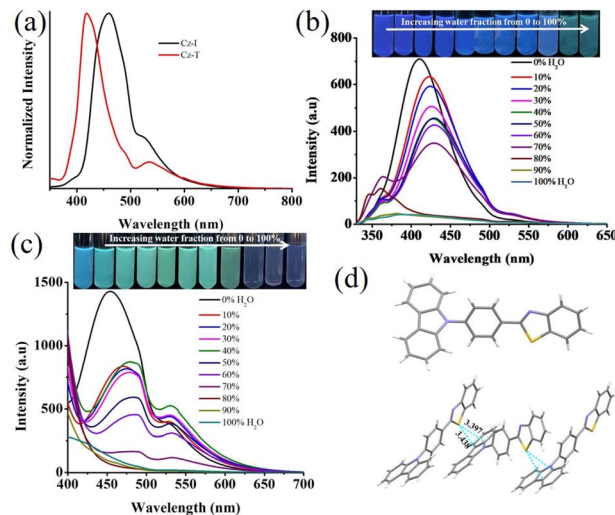 (a)
Normalized Intensity
Cz-I
Cz-T
350 400 500 600 700 800
Wavelength (nm)
(b)
Increasing water fraction from 0 to 100%
Intensity (a.u)
800
600
400
200
0
0% H₂O
10%
20%
30%
40%
50%
60%
70%
80%
90%
100% H₂O
350 400 450 500 550 600 650
Wavelength (nm)
(c)
Increasing water fraction from 0 to 100%
Intensity (a.u)
1500
1000
500
0
0% H₂O
10%
20%
30%
40%
50%
60%
70%
80%
90%
100% H₂O
400 450 500 550 600 650 700
Wavelength (nm)
(d)
3.397
3.438